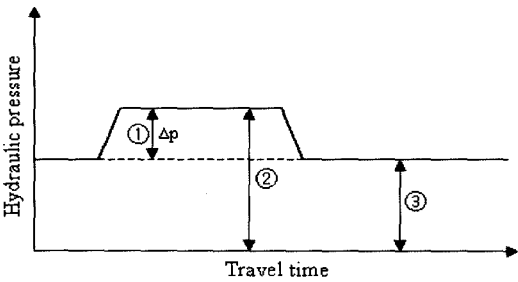 Hydraulic pressure
① Δp
②
③
Travel time